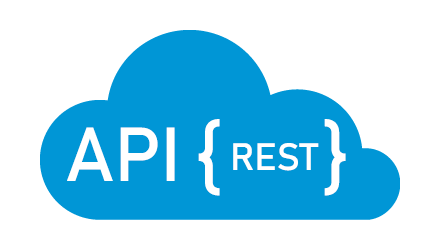 API { REST }